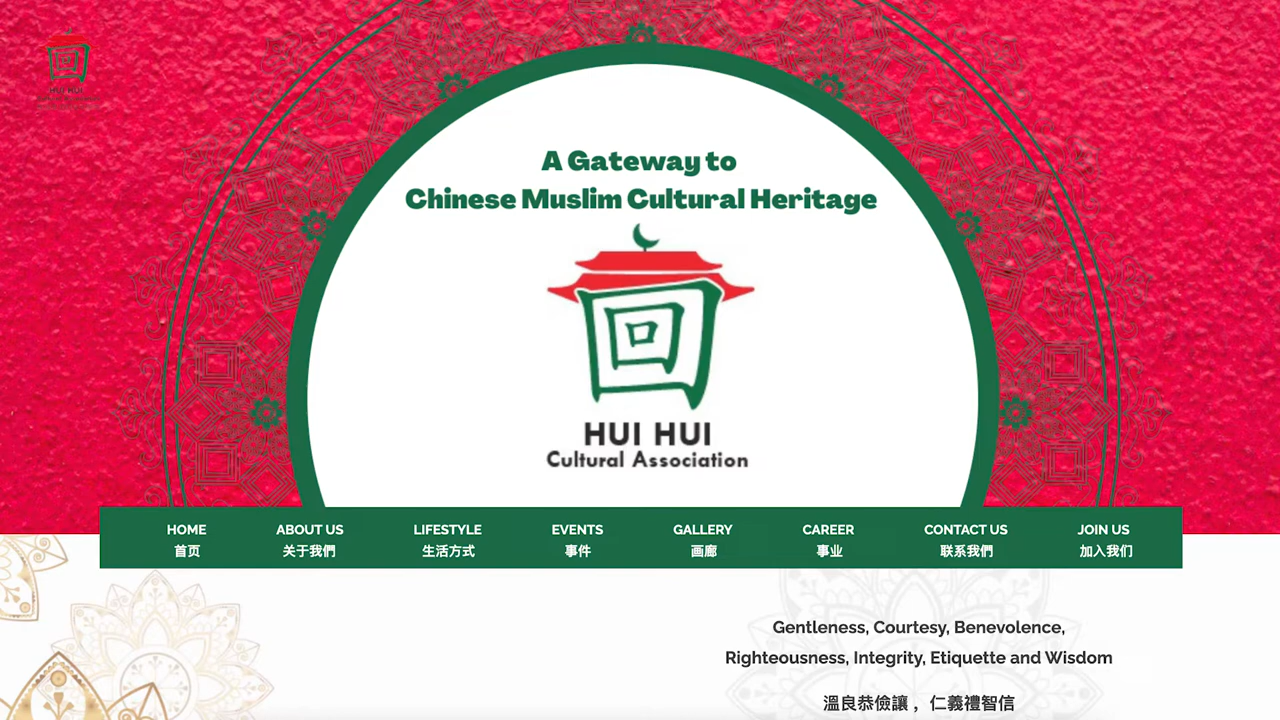 回
HUI HUI
A Gateway to
Chinese Muslim Cultural Heritage
回
HUI HUI
Cultural Association
HOME ABOUT US LIFESTYLE EVENTS GALLERY CAREER CONTACT US JOIN US
首页 关于我們 生活方式 事件 画廊 事业 联系我們 加入我们
Gentleness, Courtesy, Benevolence,
Righteousness, Integrity, Etiquette and Wisdom
溫良恭儉讓 ，仁義禮智信